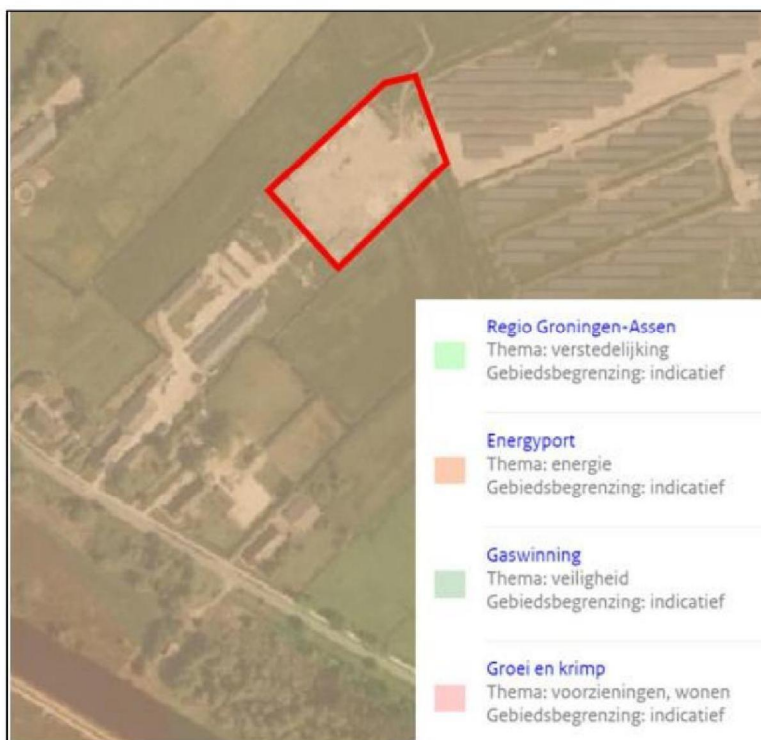 Regio Groningen-Assen
Thema: verstedelijking
Gebiedsbegrenzing: indicatief
Energyport
Thema: energie
Gebiedsbegrenzing: indicatief
Gaswinning
Thema: veiligheid
Gebiedsbegrenzing: indicatief
Groei en krimp
Thema: voorzieningen, wonen
Gebiedsbegrenzing: indicatief